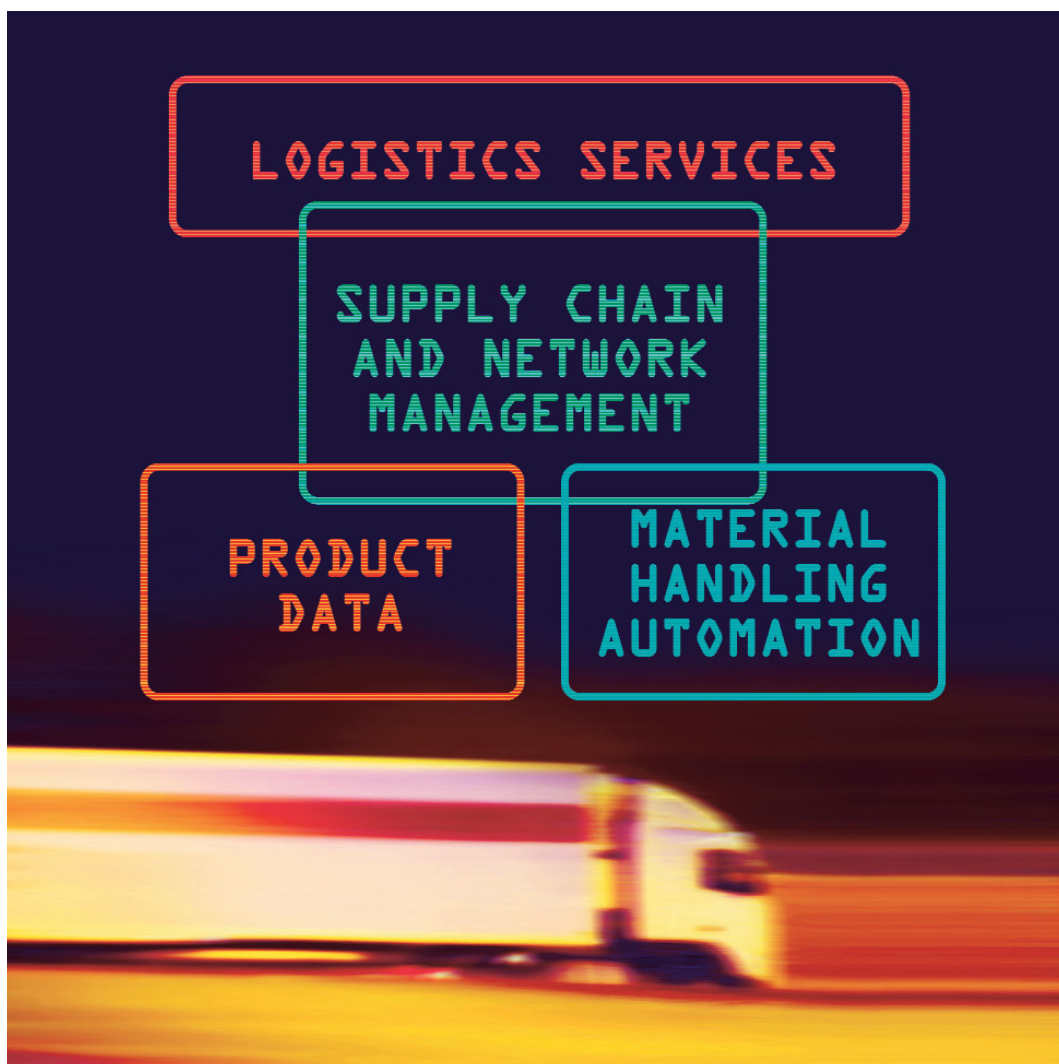 LOGISTICS SERVICES
SUPPLY CHAIN
AND NETWORK
MANAGEMENT
PRODUCT
DATA
MATERIAL
HANDLING
AUTOMATION